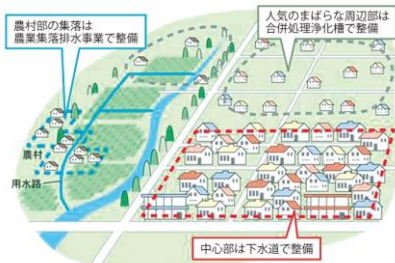 農村部の集落は
農業集落排水事業で整備
人気のまばらな周辺部は
合併処理浄化槽で整備
農村
用水路
中心部は下水道で整備